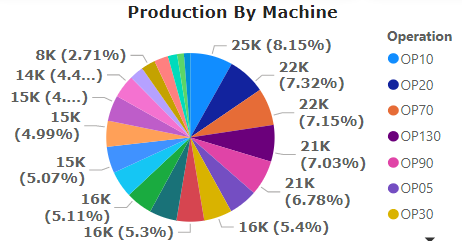 Production By Machine
Operation
25K (8.15%)
22K
(7.32%)
22K
(7.15%)
21K
(7.03%)
21K
(6.78%)
16K (5.4%)
16K (5.3%)
16K
(5.11%)
15K
(5.07%)
15K
(4.99%)
15K (4....)
14K (4.4...)
8K (2.71%)
OP10
OP20
OP70
OP130
OP90
OP05
OP30